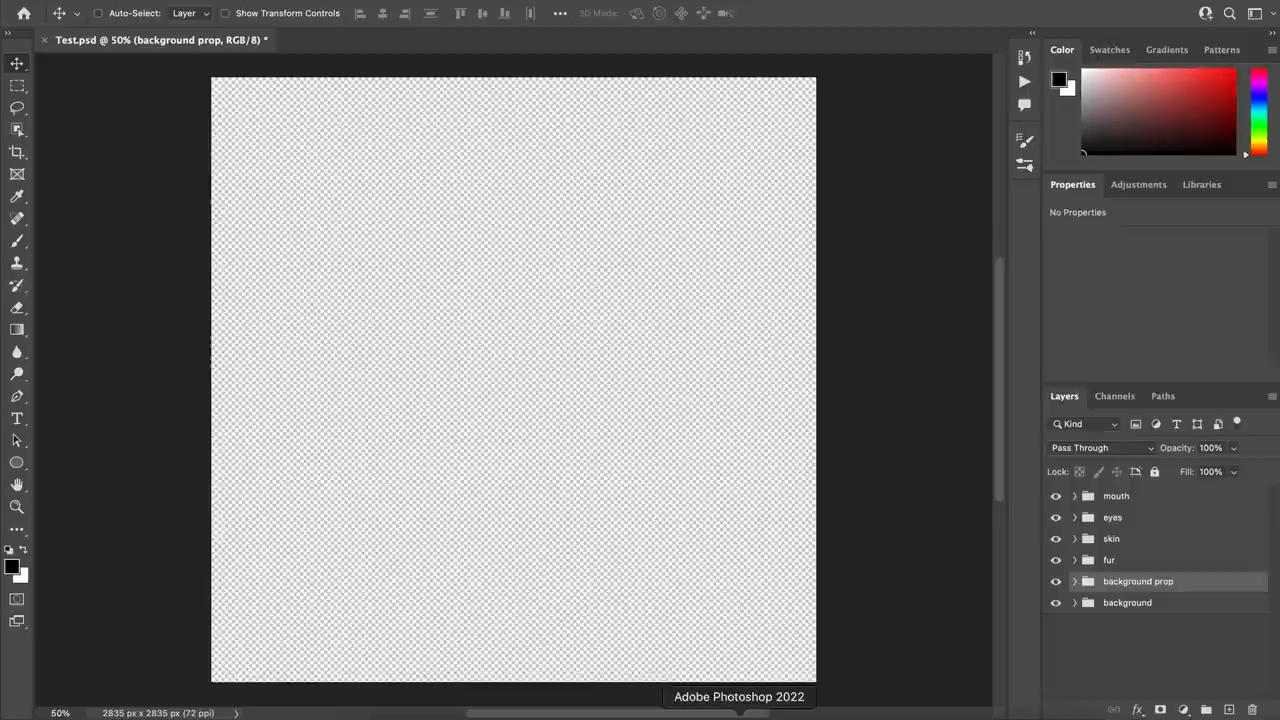 Auto-Select: Layer Show Transform Controls 3D Mode:
Test.psd @ 50% (background prop, RGB/8) *
Color Swatches Gradients Patterns
Properties Adjustments Libraries
No Properties
Layers Channels Paths
Kind
Pass Through Opacity: 100%
Lock: Fill: 100%
mouth
eyes
skin
fur
background prop
background
Adobe Photoshop 2022
50% 2835 px x 2835 px (72 ppi)